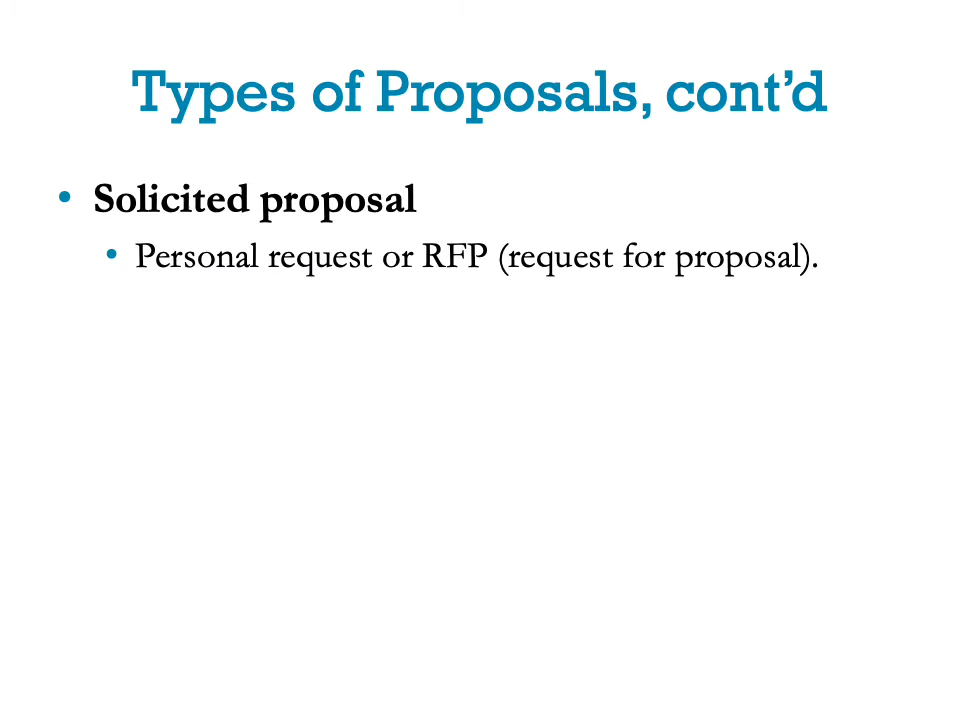 Types of Proposals, cont’d
• Solicited proposal
• Personal request or RFP (request for proposal).